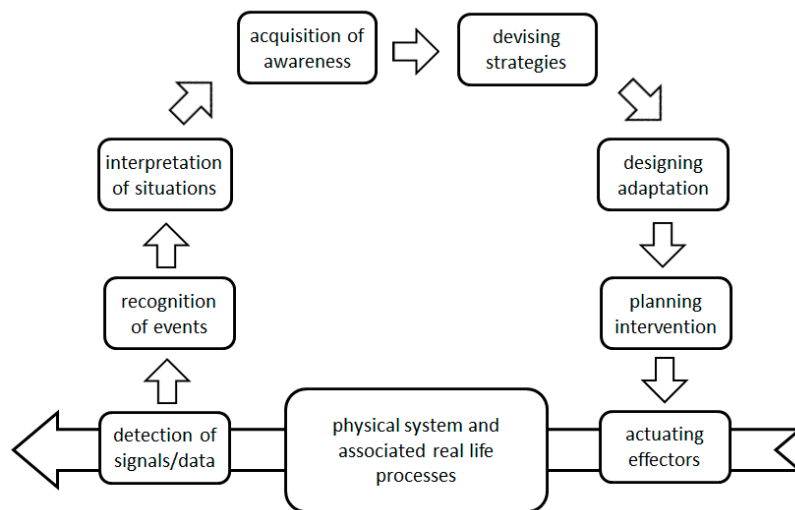 acquisition of
awareness
devising
strategies
interpretation
of situations
designing
adaptation
recognition
of events
planning
intervention
detection of
signals/data
physical system and
associated real life
processes
actuating
effectors